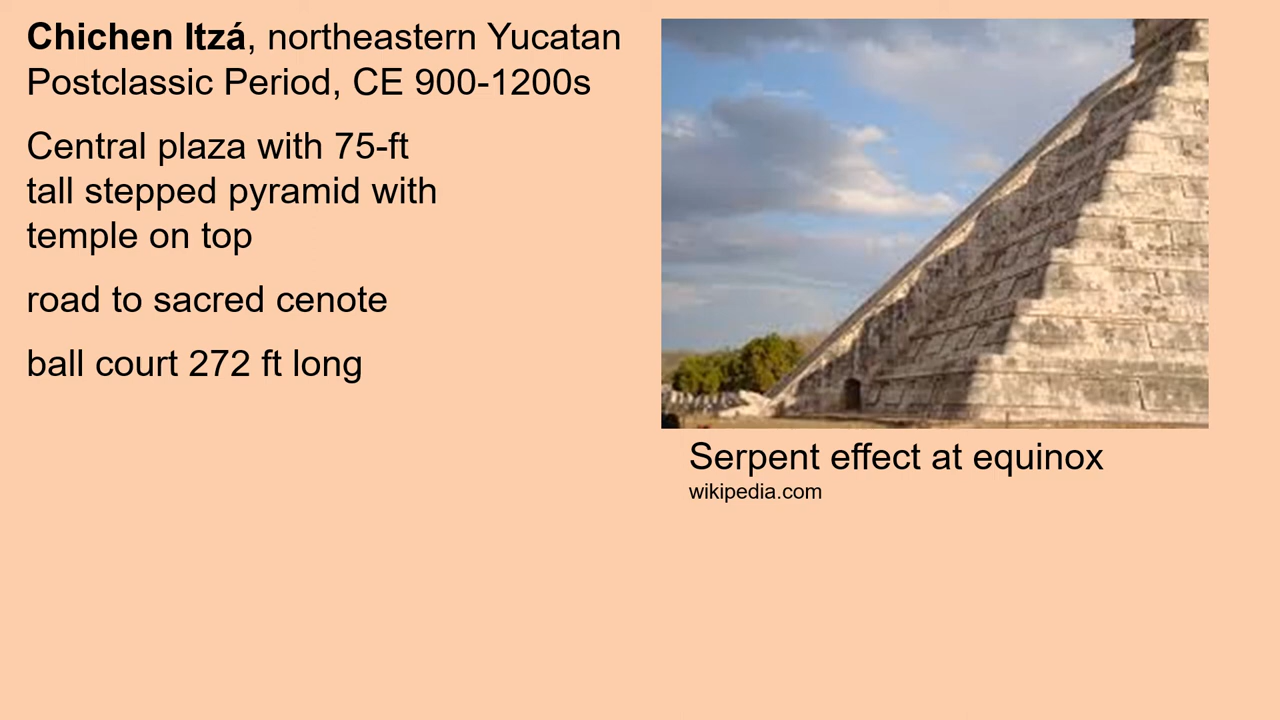 Chichen Itzá, northeastern Yucatan
Postclassic Period, CE 900-1200s
Central plaza with 75-ft
tall stepped pyramid with
temple on top
road to sacred cenote
ball court 272 ft long
Serpent effect at equinox
wikipedia.com